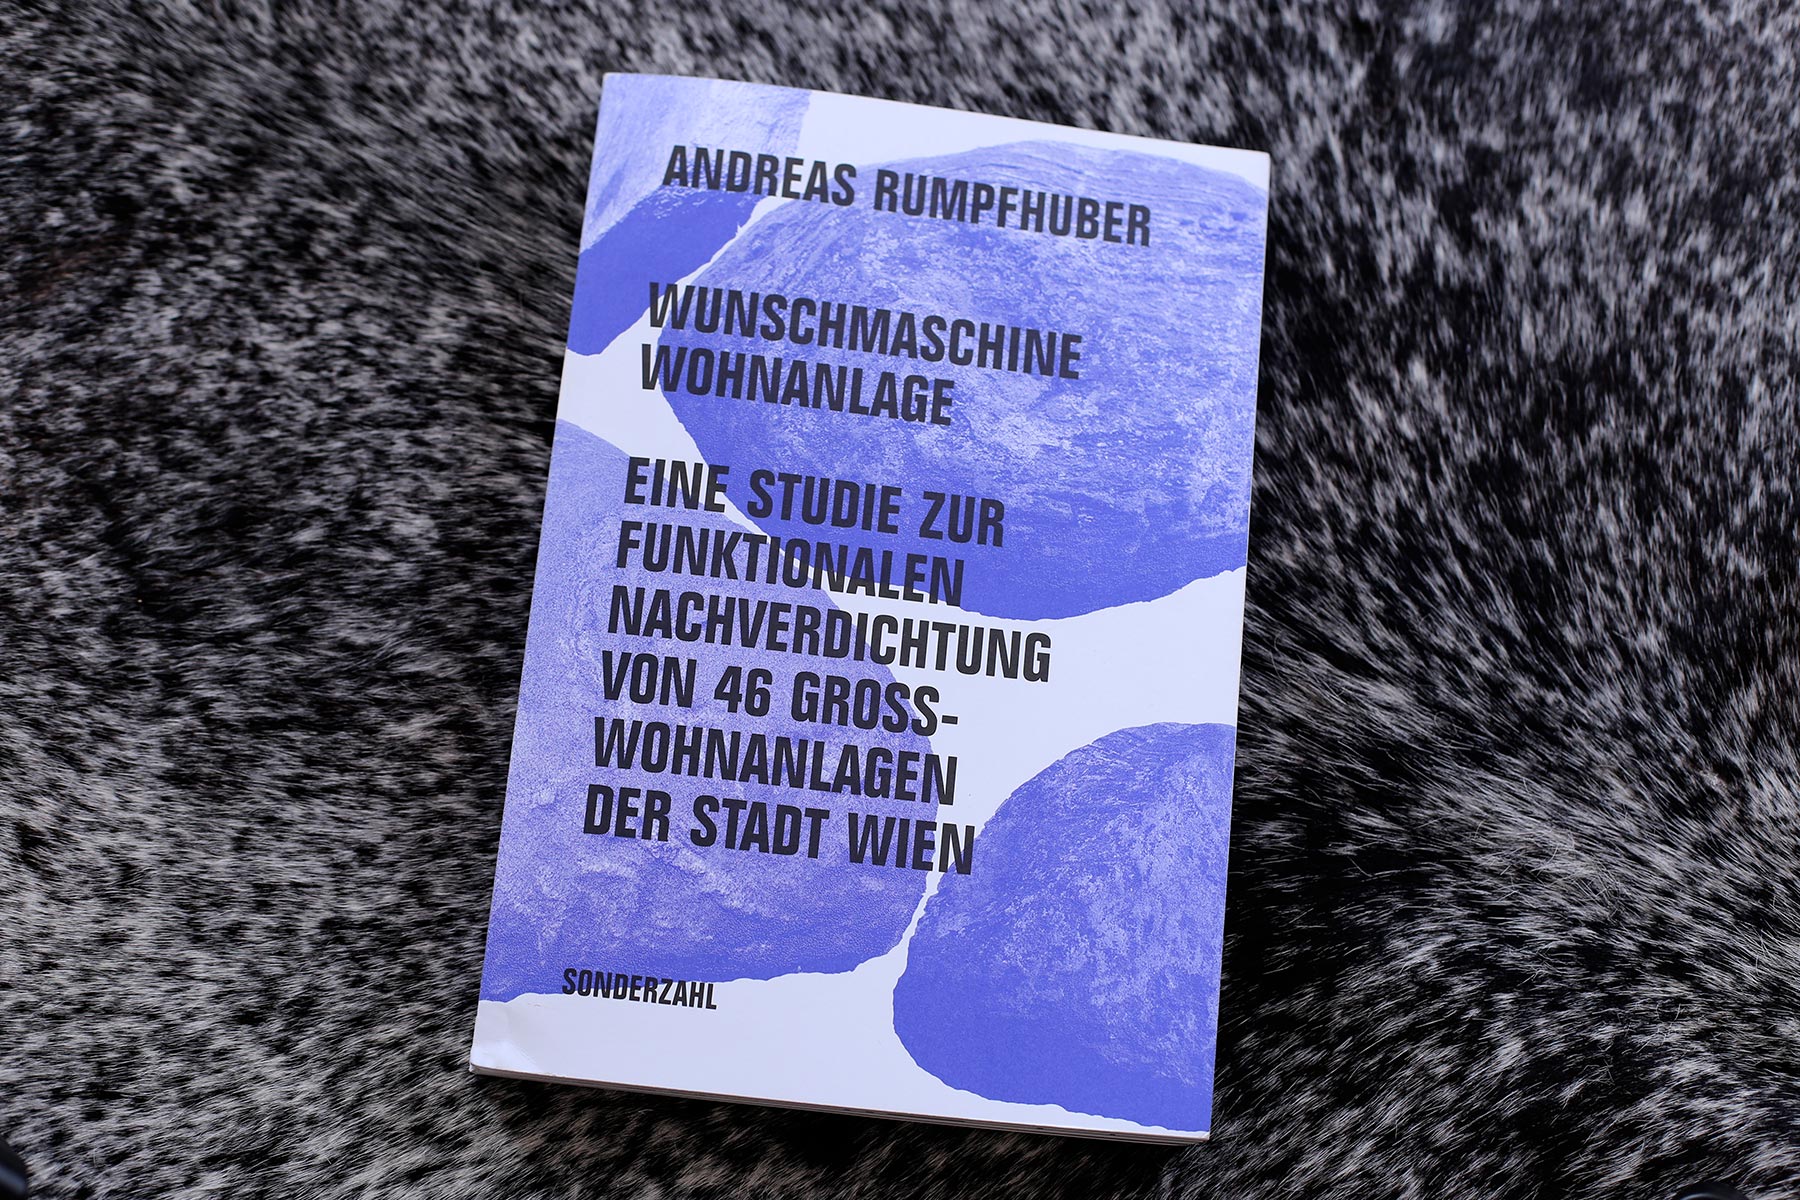 ANDREAS RUMPFHUBER
WUNSCHMASCHINE
WOHNANLAGE
EINE STUDIE ZUR
FUNKTIONALEN
NACHVERDICHTUNG
VON 46 GROSS-
WOHNANLAGEN
DER STADT WIEN
SONDERZAHL